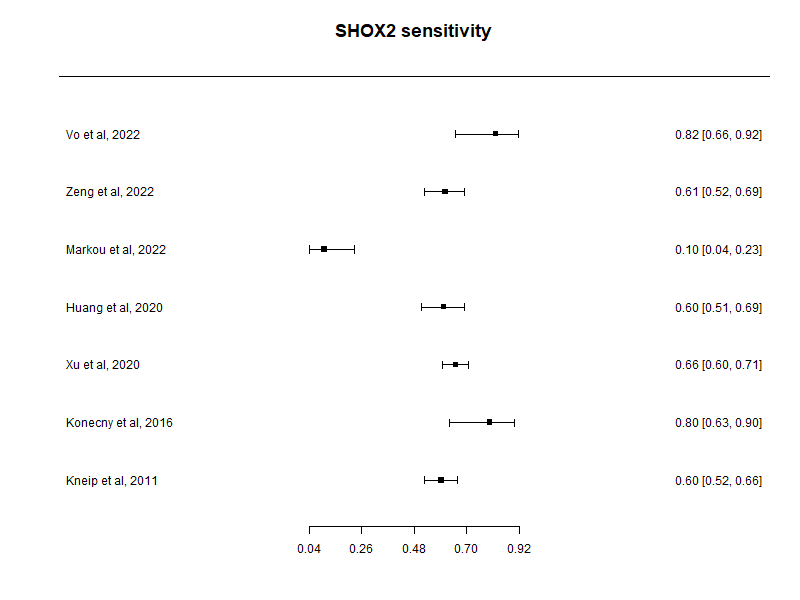 SHOX2 sensitivity
Vo et al, 2022 0.82 [0.66, 0.92]
Zeng et al, 2022 0.61 [0.52, 0.69]
Markou et al, 2022 0.10 [0.04, 0.23]
Huang et al, 2020 0.60 [0.51, 0.69]
Xu et al, 2020 0.66 [0.60, 0.71]
Konecny et al, 2016 0.80 [0.63, 0.90]
Kneip et al, 2011 0.60 [0.52, 0.66]
0.04 0.26 0.48 0.70 0.92